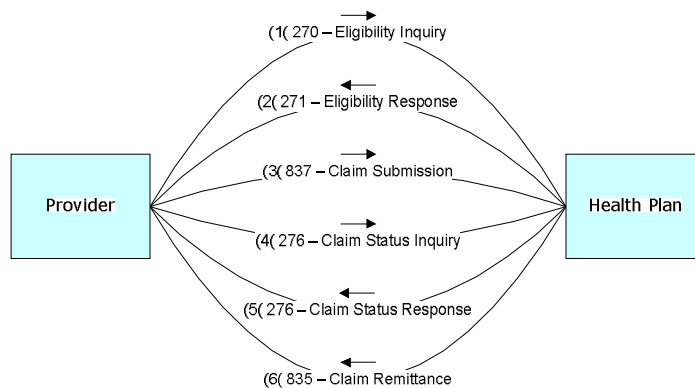 (1( 270 – Eligibility Inquiry
(2( 271 – Eligibility Response
(3( 837 – Claim Submission
Provider
Health Plan
(4( 276 – Claim Status Inquiry
(5( 276 – Claim Status Response
(6( 835 – Claim Remittance